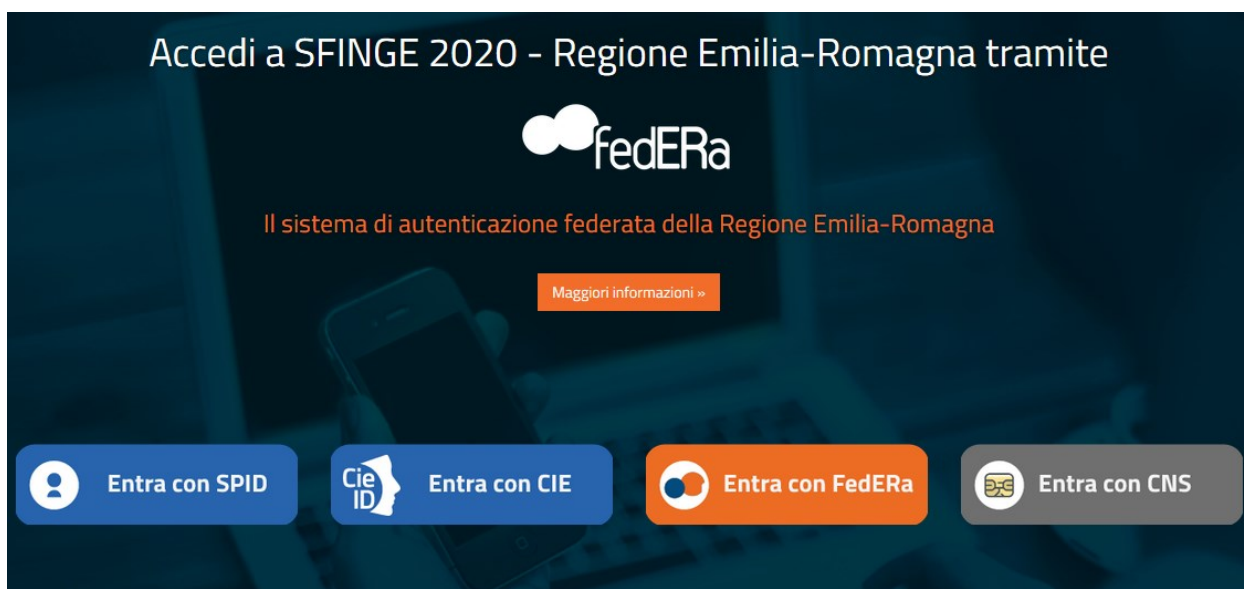 Accedi a SFINGE 2020 - Regione Emilia-Romagna tramite
fedERa
Il sistema di autenticazione federata della Regione Emilia-Romagna
Maggiori informazioni »
Entra con SPID
Cie
ID
Entra con CIE
Entra con FedERa
Entra con CNS